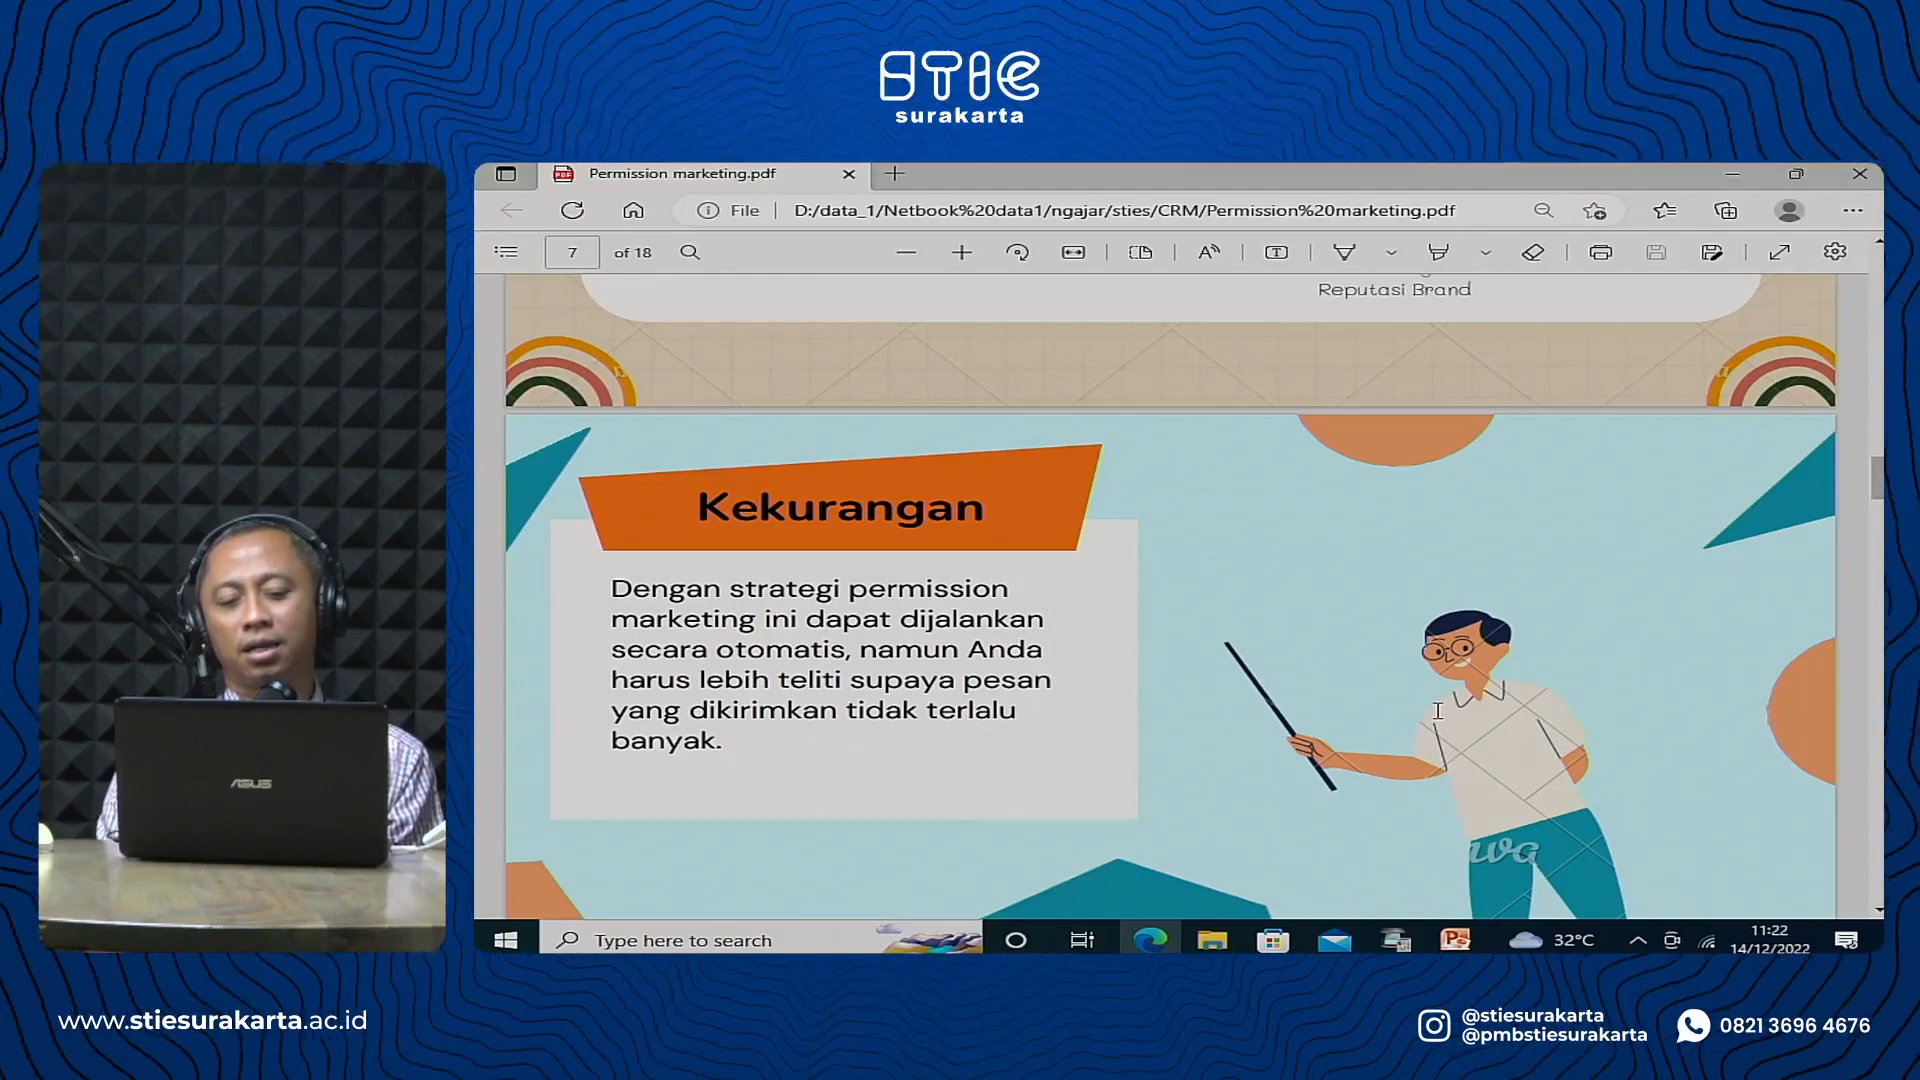 STIE
surakarta
Permission marketing.pdf
File
D:/data_1/Netbook%20data1/ngajar/sties/CRM/Permission%20marketing.pdf
7 of 18
Reputasi Brand
Kekurangan
Dengan strategi permission
marketing ini dapat dijalankan
secara otomatis, namun Anda
harus lebih teliti supaya pesan
yang dikirimkan tidak terlalu
banyak.
ASUS
Type here to search
32°C
11:22
14/12/2022
www.stiesurakarta.ac.id
@stiesurakarta
@pmbstiesurakarta
0821 3696 4676